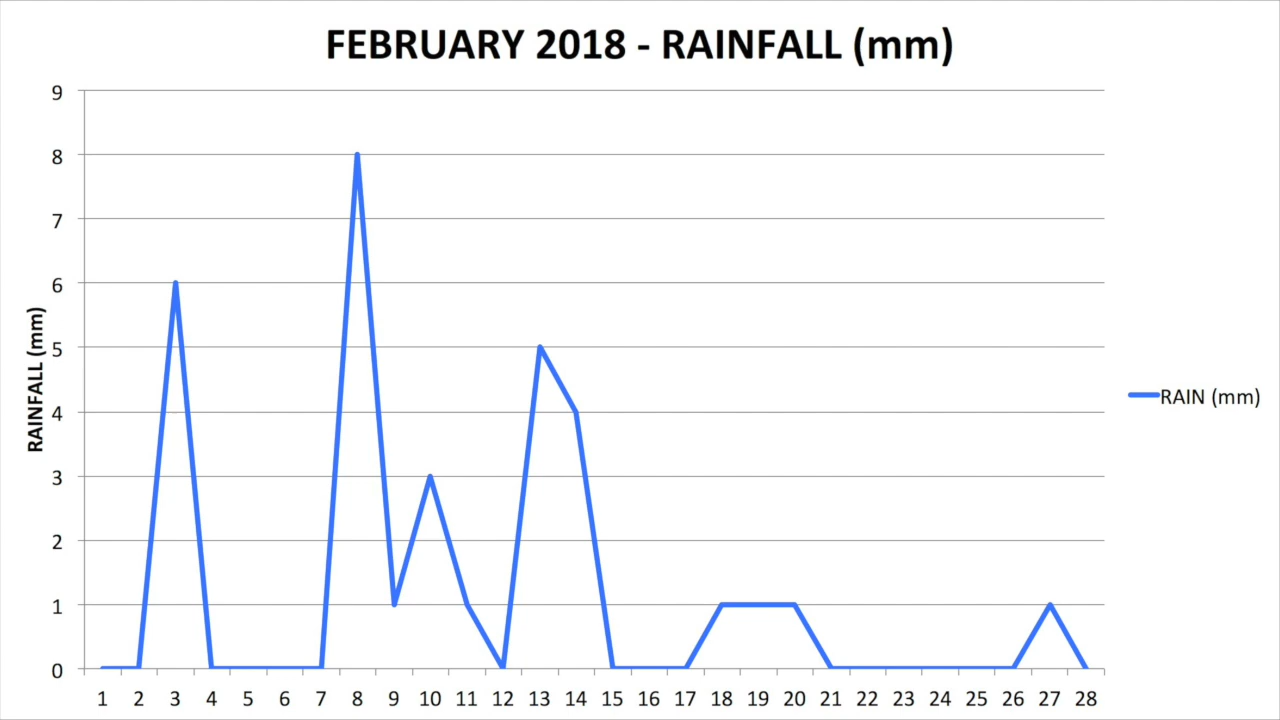 FEBRUARY 2018 - RAINFALL (mm)
9
8
7
6
5
4
3
2
1
0
RAINFALL (mm)
1 2 3 4 5 6 7 8 9 10 11 12 13 14 15 16 17 18 19 20 21 22 23 24 25 26 27 28
RAIN (mm)